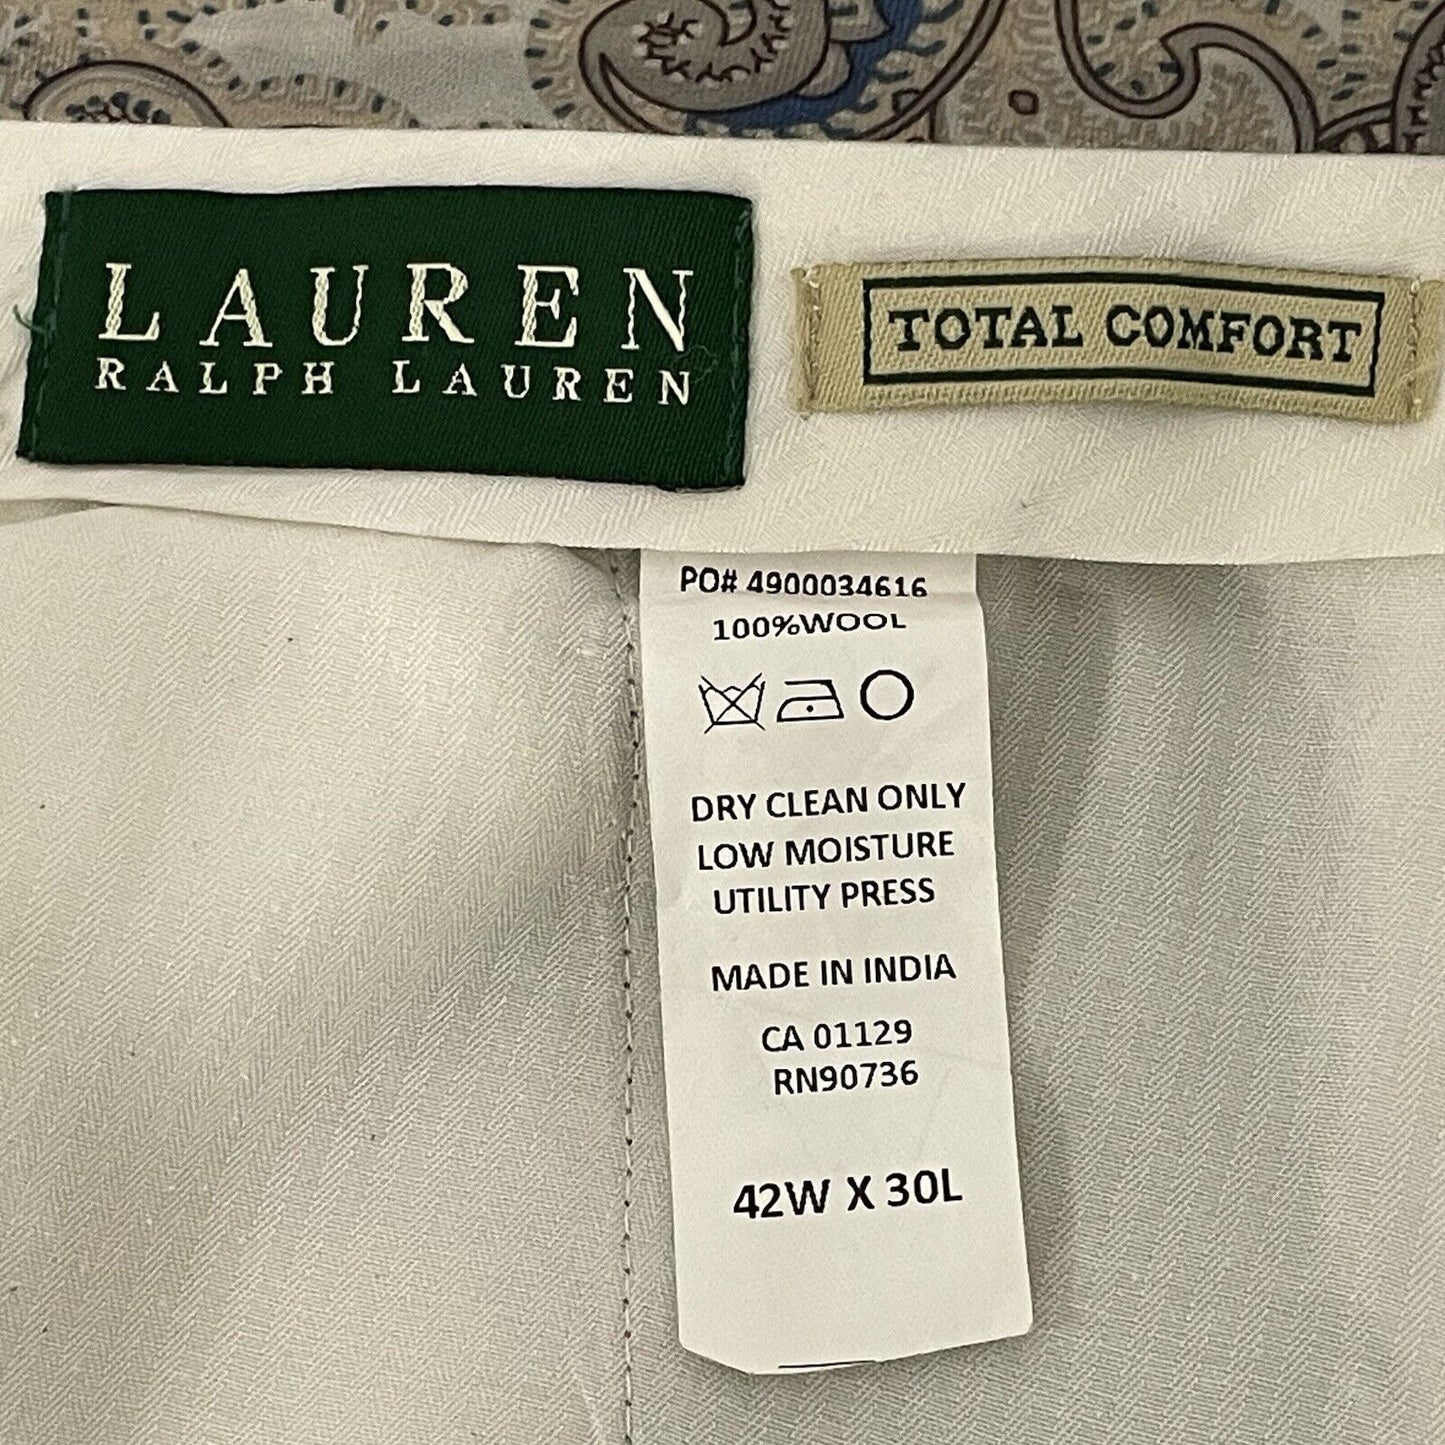 LAUREN
RALPH LAUREN
TOTAL COMFORT
PO# 4900034616
100%WOOL
DRY CLEAN ONLY
LOW MOISTURE
UTILITY PRESS
MADE IN INDIA
CA 01129
RN90736
42W X 30L